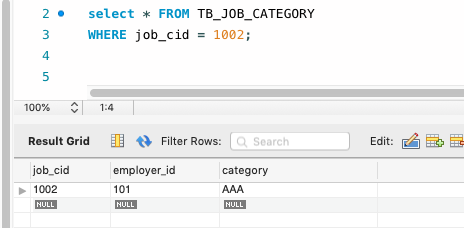 2 select * FROM TB_JOB_CATEGORY
3 WHERE job_cid = 1002;
4
5
100% 1:4
Result Grid Filter Rows: Search Edit:
job_cid employer_id category
1002 101 AAA
NULL NULL NULL